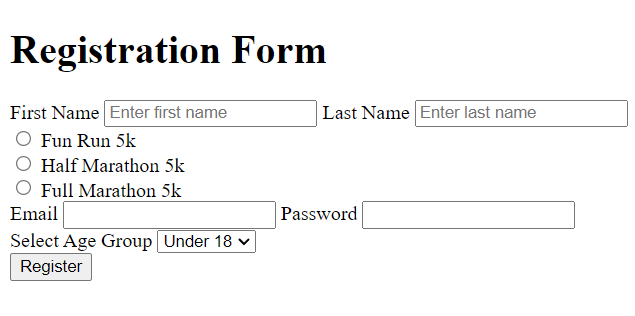 Registration Form
First Name Enter first name Last Name Enter last name
Fun Run 5k
Half Marathon 5k
Full Marathon 5k
Email Password
Select Age Group Under 18
Register